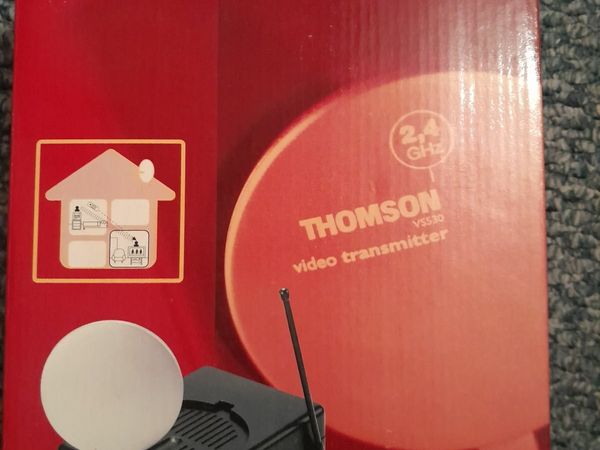 2,4
GHz
THOMSON
VS530
video transmitter